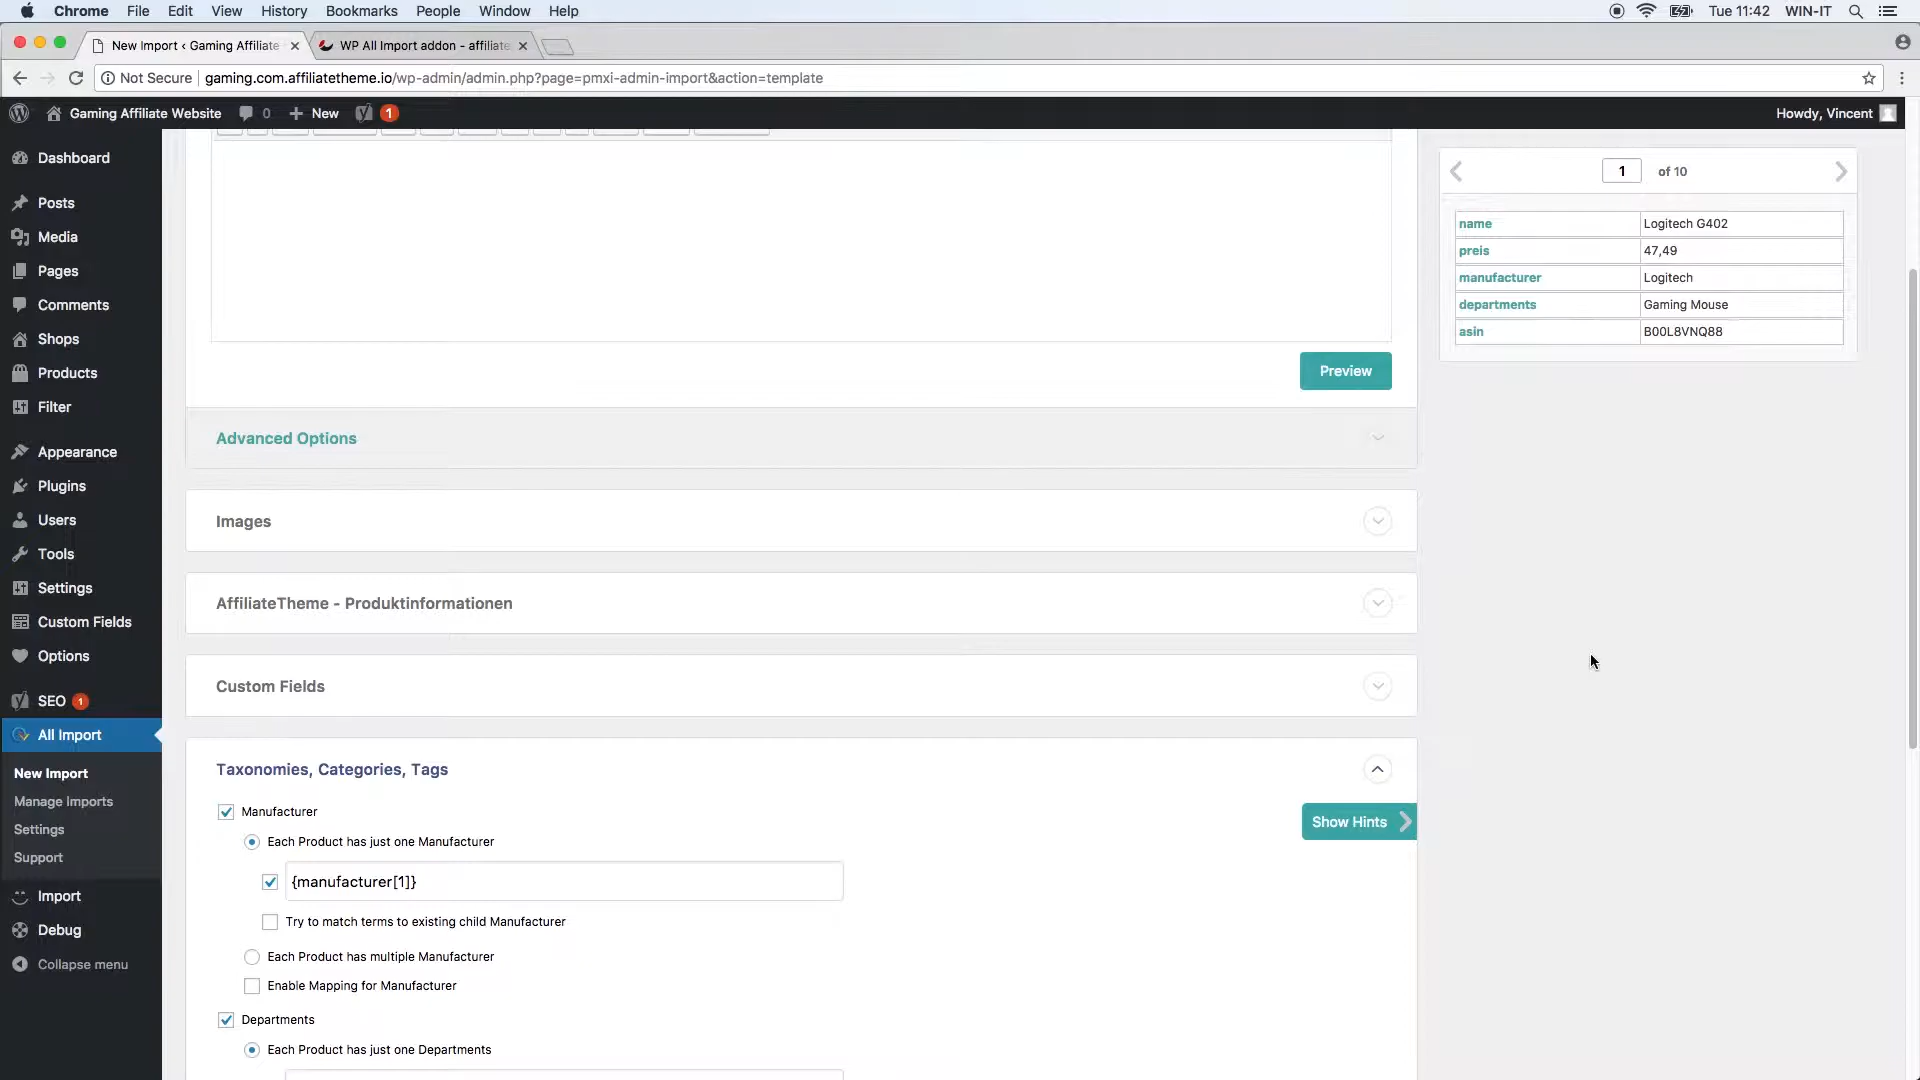 Chrome File Edit View History Bookmarks People Window Help Tue 11:42 WIN-IT
New Import ‹ Gaming Affiliate WP All Import addon - affiliate
Not Secure gaming.com.affiliatetheme.io/wp-admin/admin.php?page=pmxi-admin-import&action=template
Gaming Affiliate Website 0 New 1 Howdy, Vincent
Dashboard
Posts
Media
Pages
Comments
Shops
Products
Filter
Appearance
Plugins
Users
Tools
Settings
Custom Fields
Options
SEO 1
All Import
New Import
Manage Imports
Settings
Support
Import
Debug
Collapse menu
Preview
Advanced Options
Images
AffiliateTheme - Produktinformationen
Custom Fields
Taxonomies, Categories, Tags
Manufacturer
Show Hints
Each Product has just one Manufacturer
{manufacturer[1]}
Try to match terms to existing child Manufacturer
Each Product has multiple Manufacturer
Enable Mapping for Manufacturer
Departments
Each Product has just one Departments
1 of 10
name Logitech G402
preis 47,49
manufacturer Logitech
departments Gaming Mouse
asin B00L8VNQ88